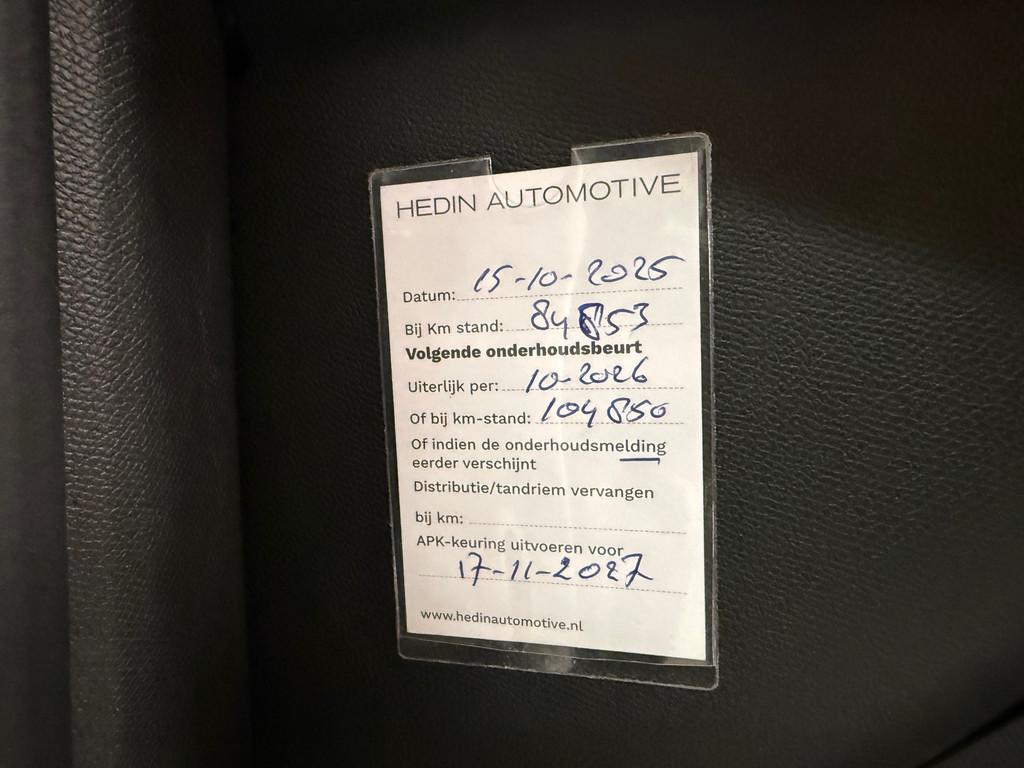 HEDIN AUTOMOTIVE
Datum: 15-10-2025
Bij Km stand: 84853
Volgende onderhoudsbeurt
Uiterlijk per: 10-2026
Of bij km-stand: 104850
Of indien de onderhoudsmelding
eerder verschijnt
Distributie/tandriem vervangen
bij km:
APK-keuring uitvoeren voor
17-11-2027
www.hedinautomotive.nl